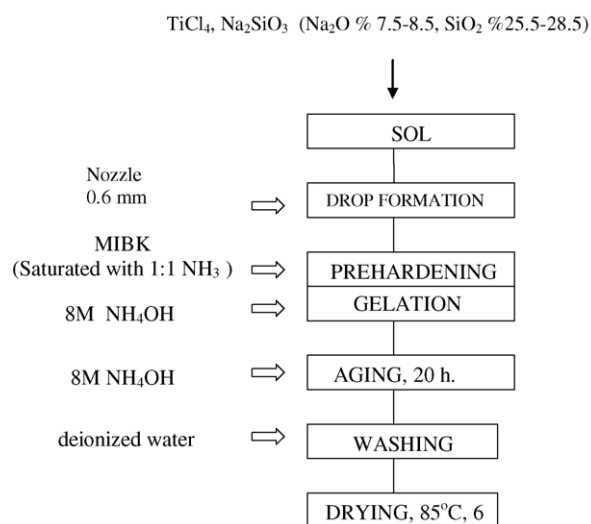 TiCl₄, Na₂SiO₃ (Na₂O % 7.5-8.5, SiO₂ %25.5-28.5)
SOL
Nozzle
0.6 mm
DROP FORMATION
MIBK
(Saturated with 1:1 NH₃ )
PREHARDENING
GELATION
8M NH₄OH
8M NH₄OH
AGING, 20 h.
deionized water
WASHING
DRYING, 85°C, 6